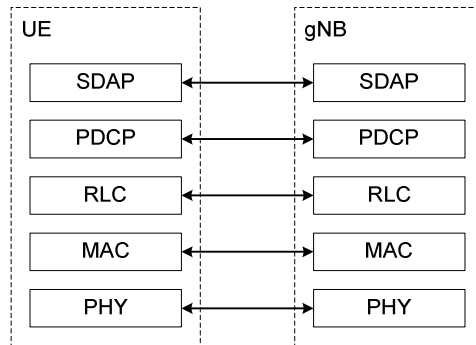 UE gNB
SDAP SDAP
PDCP PDCP
RLC RLC
MAC MAC
PHY PHY